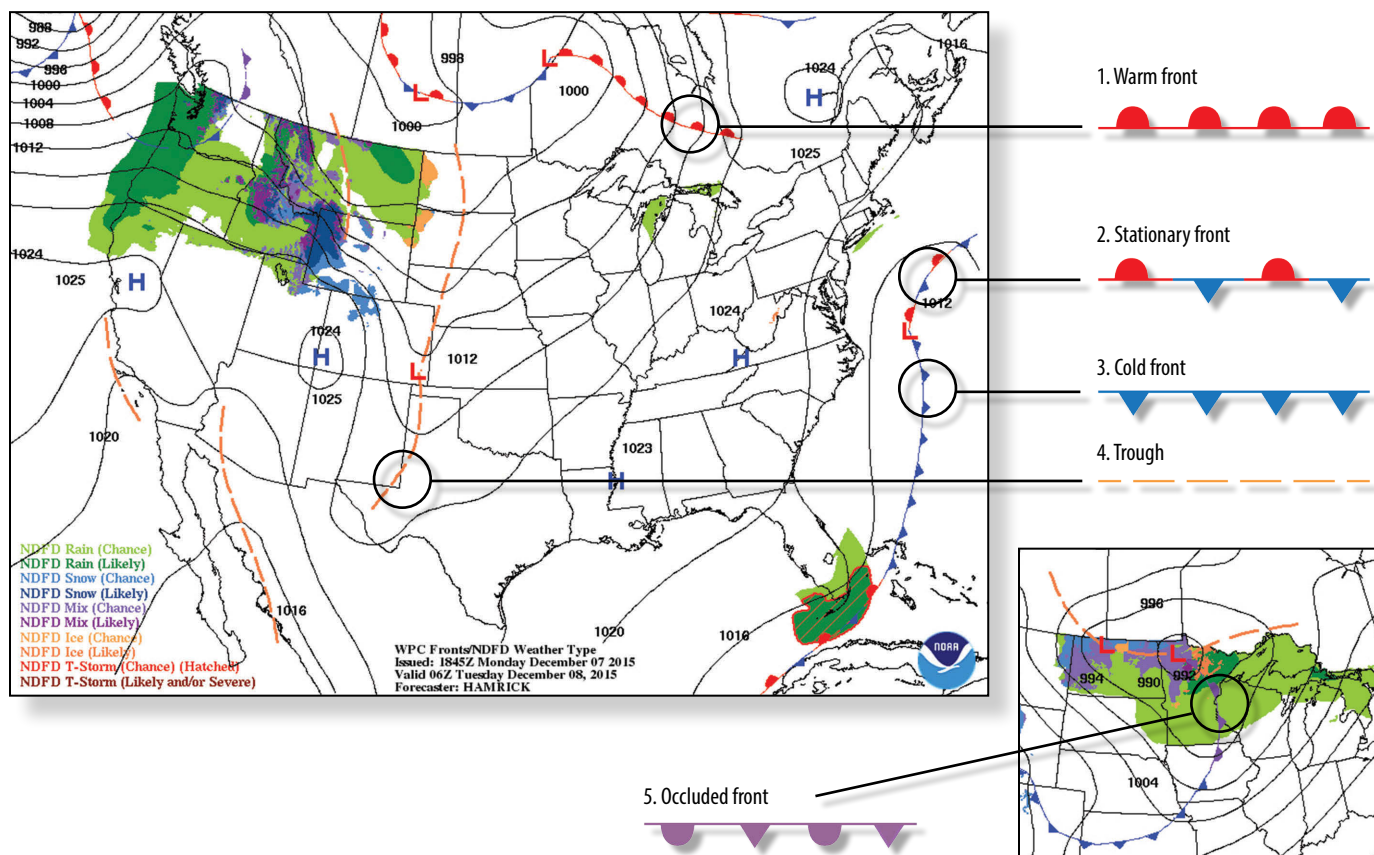 988
992
996
1000
1004
1008
1012
1024
1025
H
1020
998
L
L
1000
1000
1024
H
1016
1025
1024
H
1025
1012
L
1024
H
1023
H
1012
L
1016
1020
1016
NDFD Rain (Chance)
NDFD Rain (Likely)
NDFD Snow (Chance)
NDFD Snow (Likely)
NDFD Mix (Chance)
NDFD Mix (Likely)
NDFD Ice (Chance)
NDFD Ice (Likely)
NDFD T-Storm (Chance) (Hatched)
NDFD T-Storm (Likely and/or Severe)
WPC Fronts/NDFD Weather Type
Issued: 1845Z Monday December 07 2015
Valid 06Z Tuesday December 08, 2015
Forecaster: HAMRICK
NOAA
1. Warm front
2. Stationary front
3. Cold front
4. Trough
996
L
L
994
990
992
1004
5. Occluded front